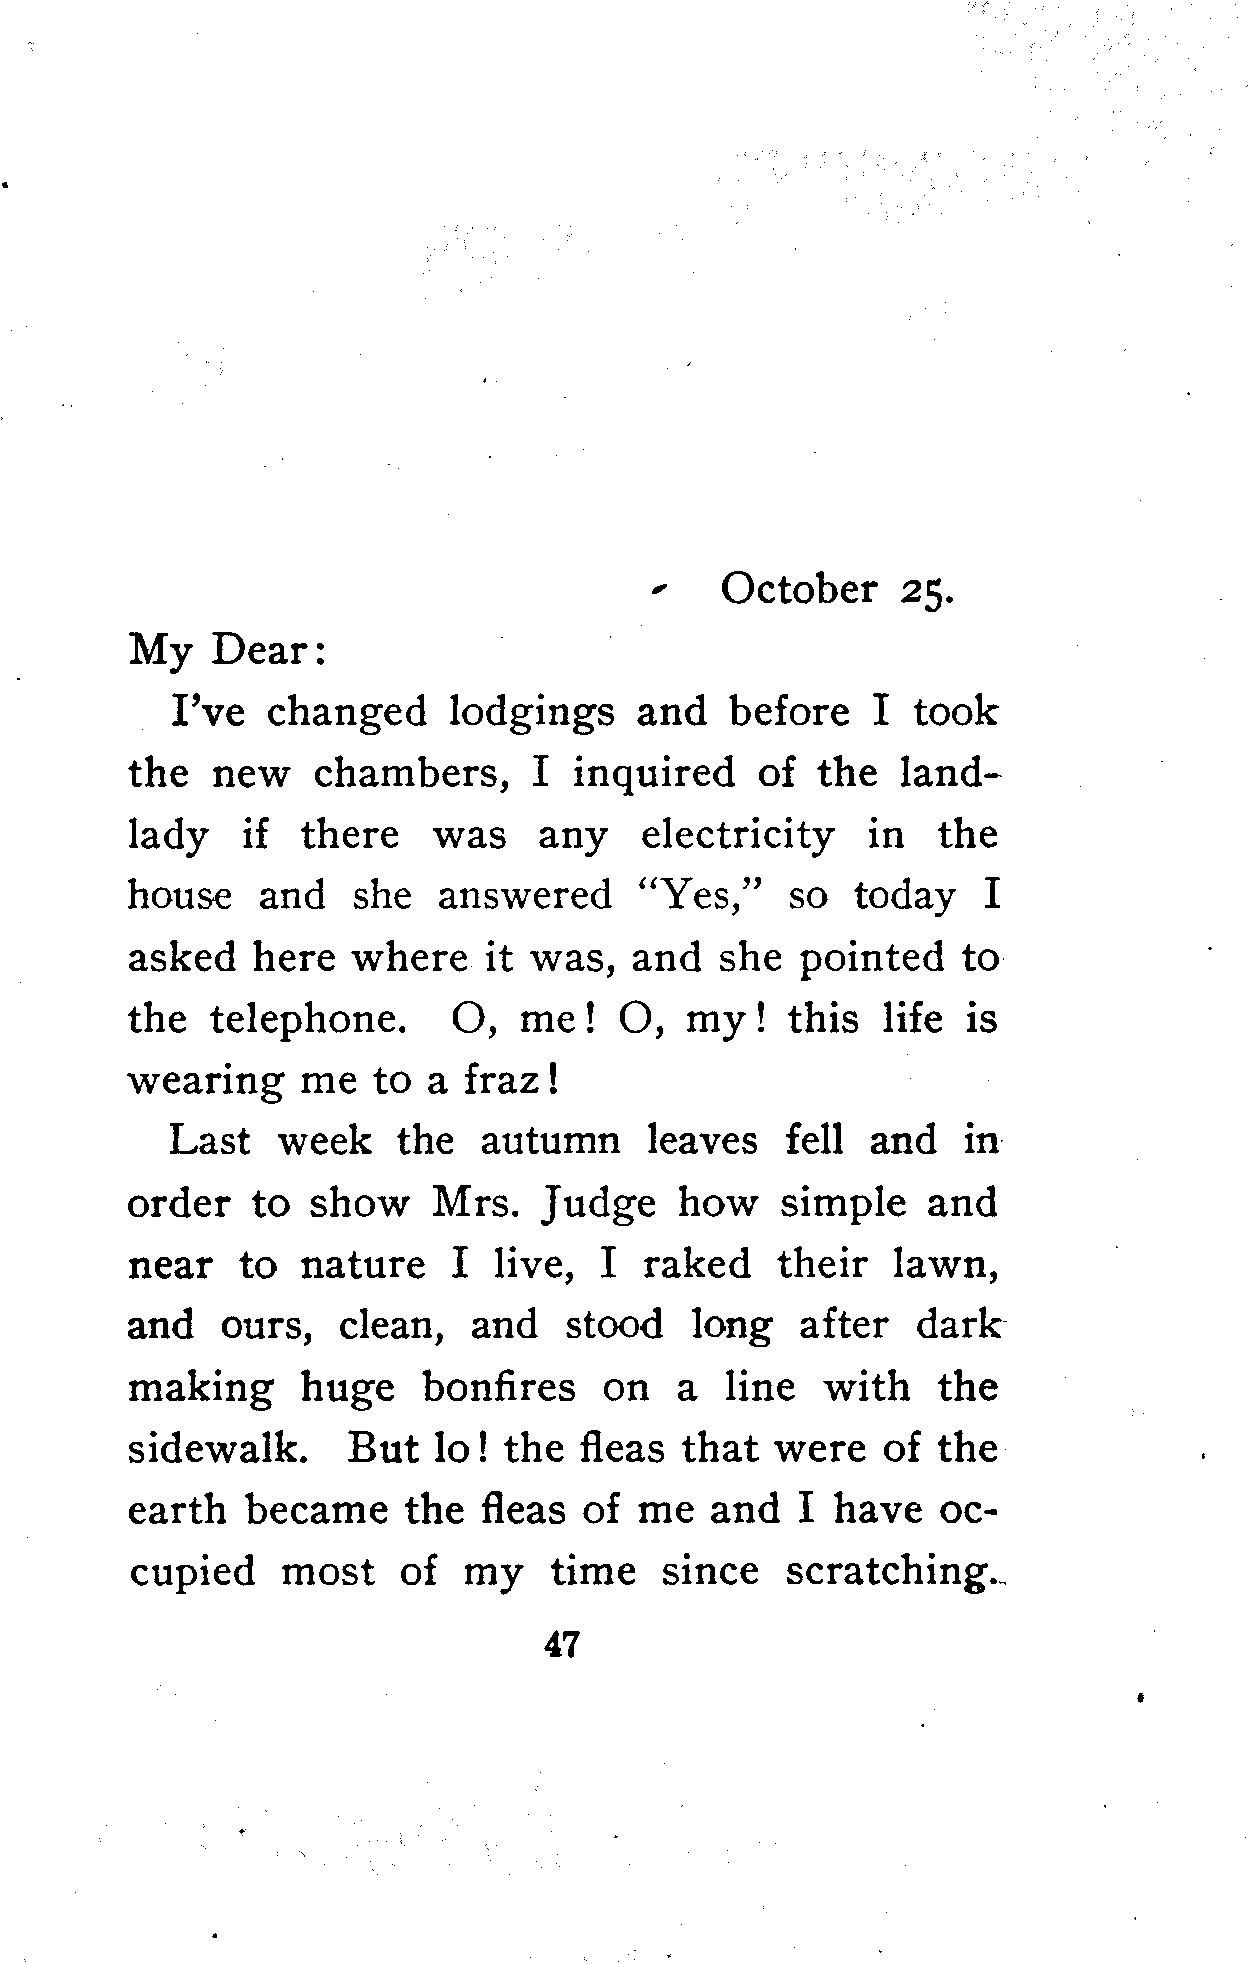 October 25.
My Dear:
I've changed lodgings and before I took
the new chambers, I inquired of the land-
lady if there was any electricity in the
house and she answered "Yes," so today I
asked here where it was, and she pointed to
the telephone. O, me! O, my! this life is
wearing me to a fraz!
Last week the autumn leaves fell and in
order to show Mrs. Judge how simple and
near to nature I live, I raked their lawn,
and ours, clean, and stood long after dark
making huge bonfires on a line with the
sidewalk. But lo! the fleas that were of the
earth became the fleas of me and I have oc-
cupied most of my time since scratching.
47